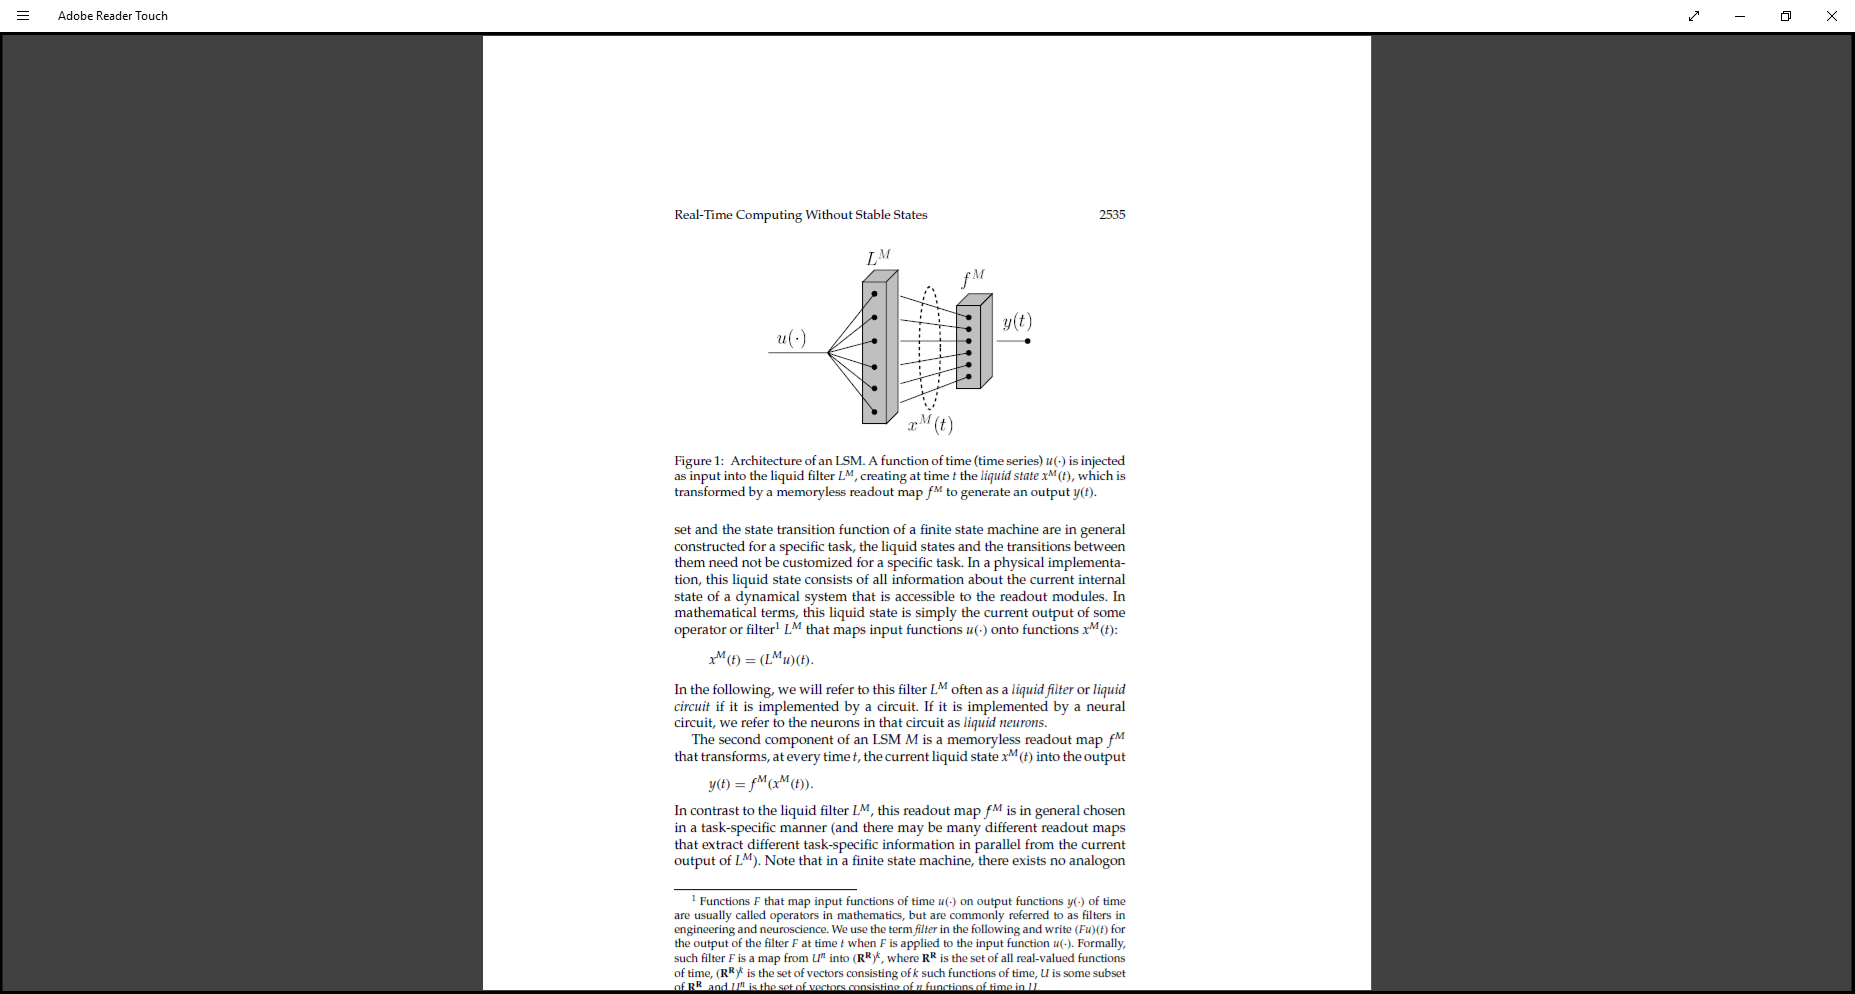 Adobe Reader Touch
Real-Time Computing Without Stable States 2535
L^M
f^M
u(·)
y(t)
x^M(t)
Figure 1: Architecture of an LSM. A function of time (time series) u(·) is injected
as input into the liquid filter L^M, creating at time t the liquid state x^M(t), which is
transformed by a memoryless readout map f^M to generate an output y(t).
set and the state transition function of a finite state machine are in general
constructed for a specific task, the liquid states and the transitions between
them need not be customized for a specific task. In a physical implementa-
tion, this liquid state consists of all information about the current internal
state of a dynamical system that is accessible to the readout modules. In
mathematical terms, this liquid state is simply the current output of some
operator or filter¹ L^M that maps input functions u(·) onto functions x^M(t):
x^M(t) = (L^M u)(t).
In the following, we will refer to this filter L^M often as a liquid filter or liquid
circuit if it is implemented by a circuit. If it is implemented by a neural
circuit, we refer to the neurons in that circuit as liquid neurons.
The second component of an LSM M is a memoryless readout map f^M
that transforms, at every time t, the current liquid state x^M(t) into the output
y(t) = f^M(x^M(t)).
In contrast to the liquid filter L^M, this readout map f^M is in general chosen
in a task-specific manner (and there may be many different readout maps
that extract different task-specific information in parallel from the current
output of L^M). Note that in a finite state machine, there exists no analogon
¹ Functions F that map input functions of time u(·) on output functions y(·) of time
are usually called operators in mathematics, but are commonly referred to as filters in
engineering and neuroscience. We use the term filter in the following and write (Fu)(t) for
the output of the filter F at time t when F is applied to the input function u(·). Formally,
such filter F is a map from U^n into (R^R)^k, where R^R is the set of all real-valued functions
of time, (R^R)^k is the set of vectors consisting of k such functions of time, U is some subset
of R^R, and U^n is the set of vectors consisting of n functions of time in U.